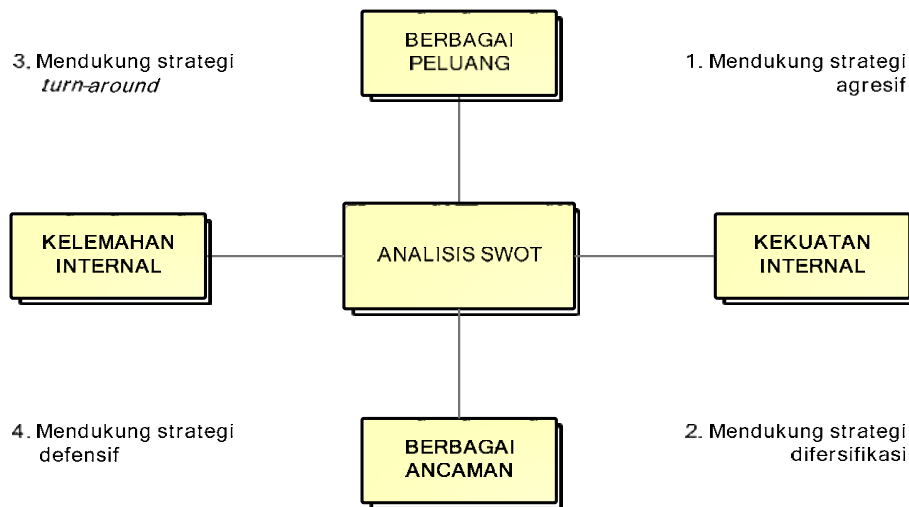 BERBAGAI
PELUANG
3. Mendukung strategi
turn-around
1. Mendukung strategi
agresif
KELEMAHAN
INTERNAL
ANALISIS SWOT
KEKUATAN
INTERNAL
4. Mendukung strategi
defensif
BERBAGAI
ANCAMAN
2. Mendukung strategi
difersifikasi